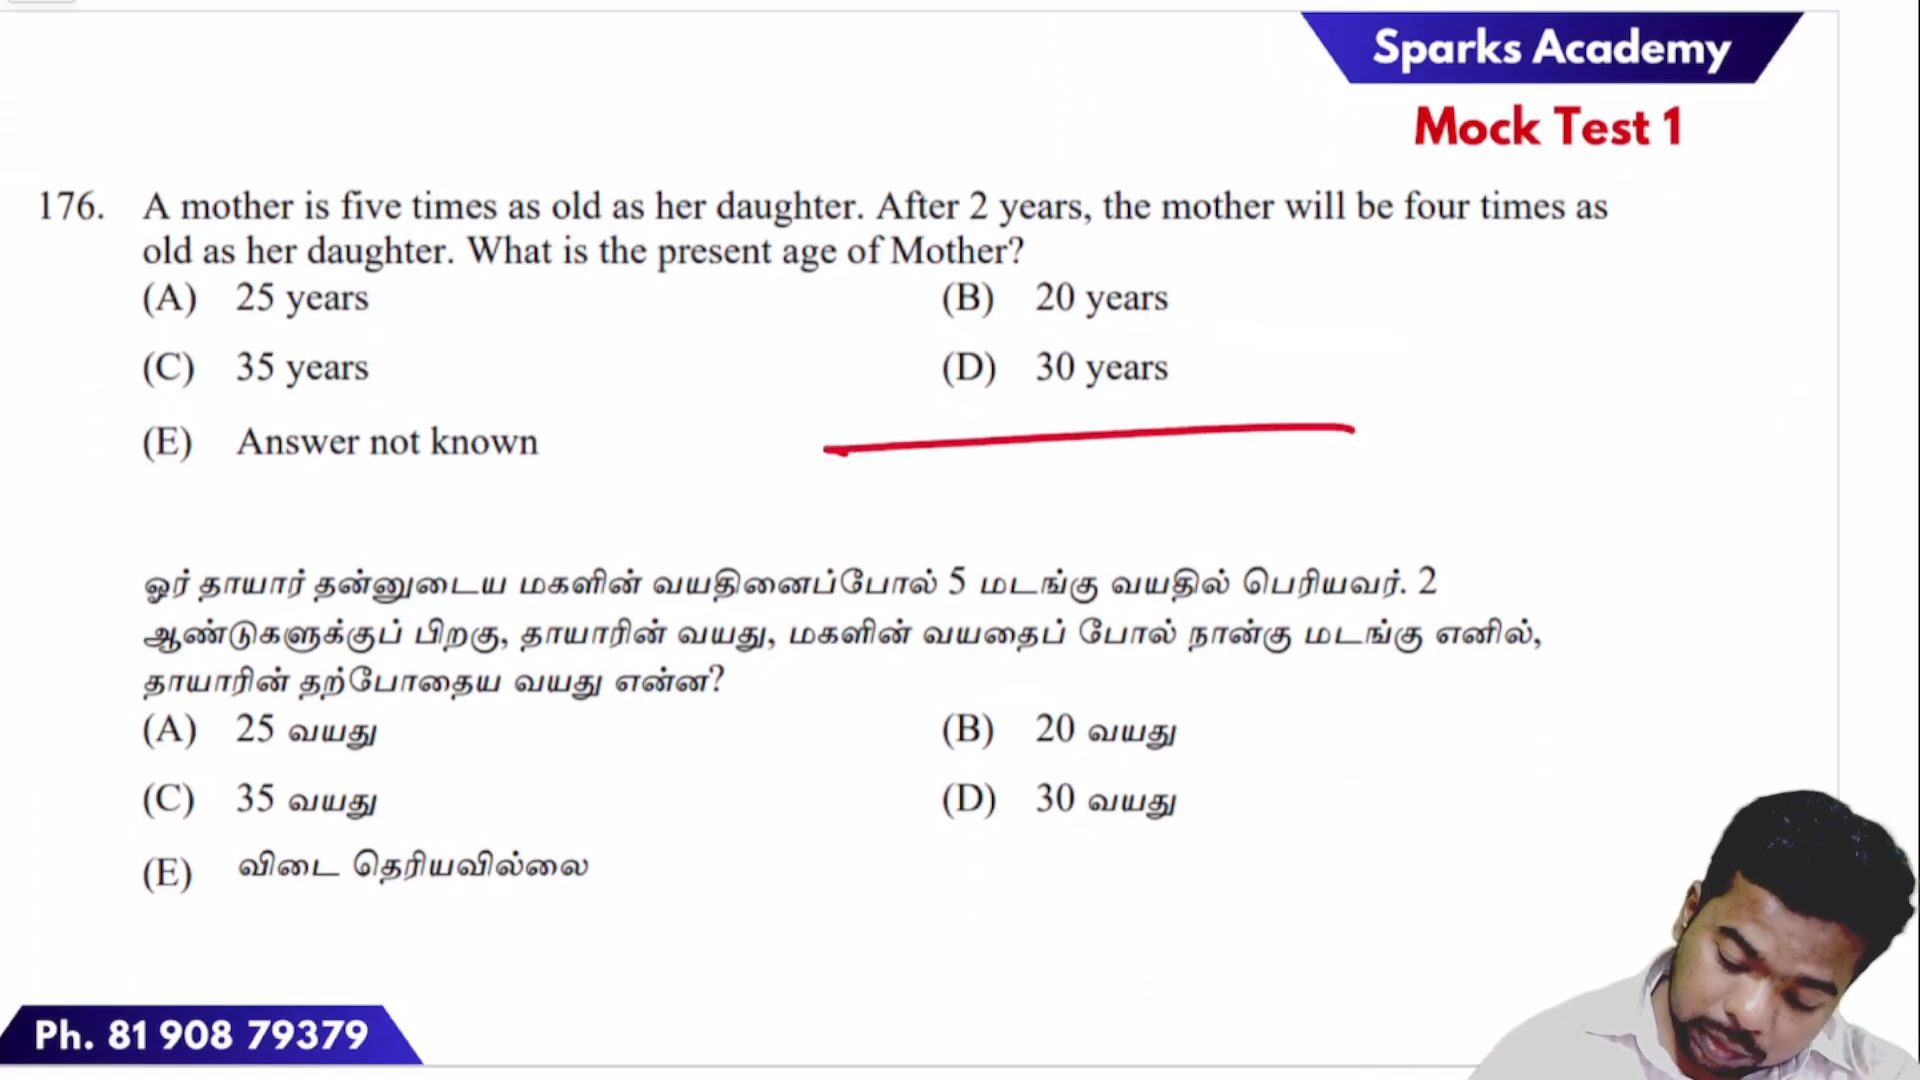 Sparks Academy
Mock Test 1
176. A mother is five times as old as her daughter. After 2 years, the mother will be four times as
old as her daughter. What is the present age of Mother?
(A) 25 years (B) 20 years
(C) 35 years (D) 30 years
(E) Answer not known
ஓர் தாயார் தன்னுடைய மகளின் வயதினைப்போல் 5 மடங்கு வயதில் பெரியவர். 2
ஆண்டுகளுக்குப் பிறகு, தாயாரின் வயது, மகளின் வயதைப் போல் நான்கு மடங்கு எனில்,
தாயாரின் தற்போதைய வயது என்ன?
(A) 25 வயது (B) 20 வயது
(C) 35 வயது (D) 30 வயது
(E) விடை தெரியவில்லை
Ph. 81 908 79379